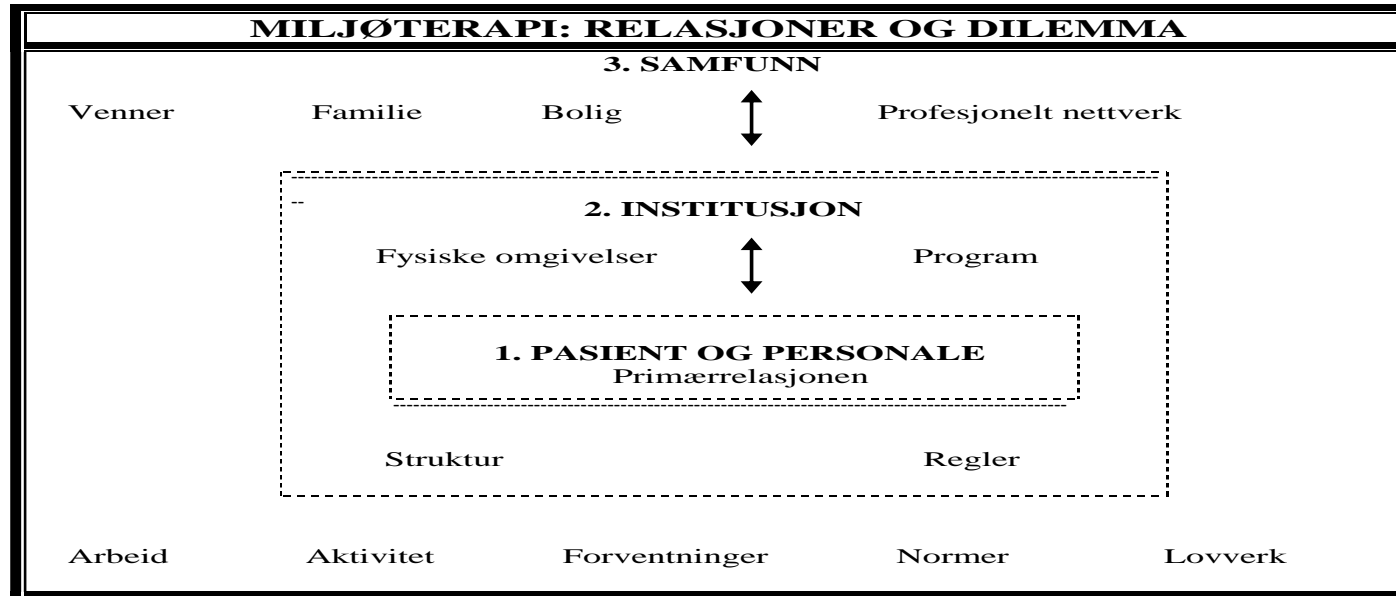 MILJØTERAPI: RELASJONER OG DILEMMA
3. SAMFUNN
Venner Familie Bolig Profesjonelt nettverk
2. INSTITUSJON
Fysiske omgivelser Program
1. PASIENT OG PERSONALE
Primærrelasjonen
Struktur Regler
Arbeid Aktivitet Forventninger Normer Lovverk